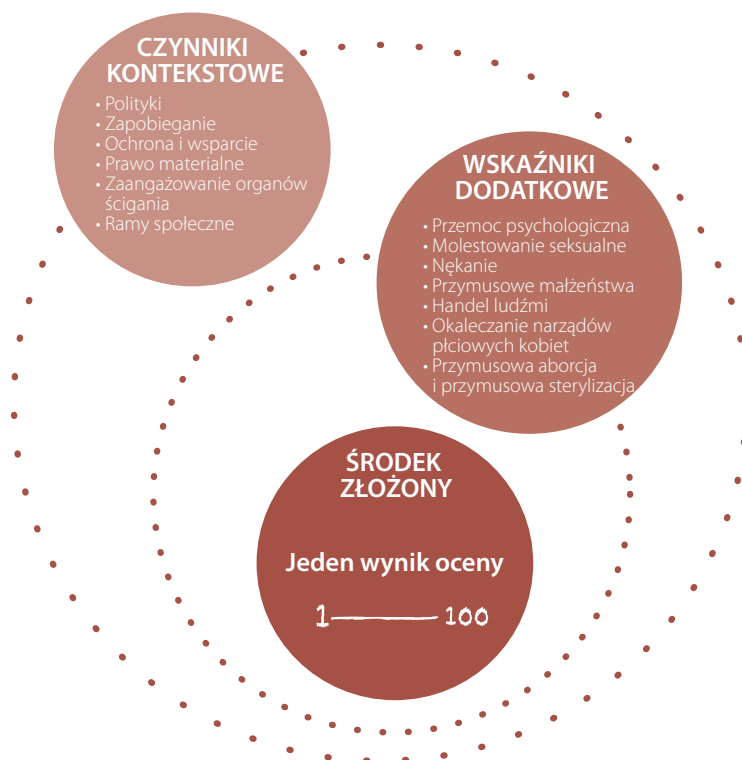 CZYNNIKI
KONTEKSTOWE
• Polityki
• Zapobieganie
• Ochrona i wsparcie
• Prawo materialne
• Zaangażowanie organów
ścigania
• Ramy społeczne
WSKAŹNIKI
DODATKOWE
• Przemoc psychologiczna
• Molestowanie seksualne
• Nękanie
• Przymusowe małżeństwa
• Handel ludźmi
• Okaleczanie narządów
płciowych kobiet
• Przymusowa aborcja
i przymusowa sterylizacja
ŚRODEK
ZŁOŻONY
Jeden wynik oceny
1 100